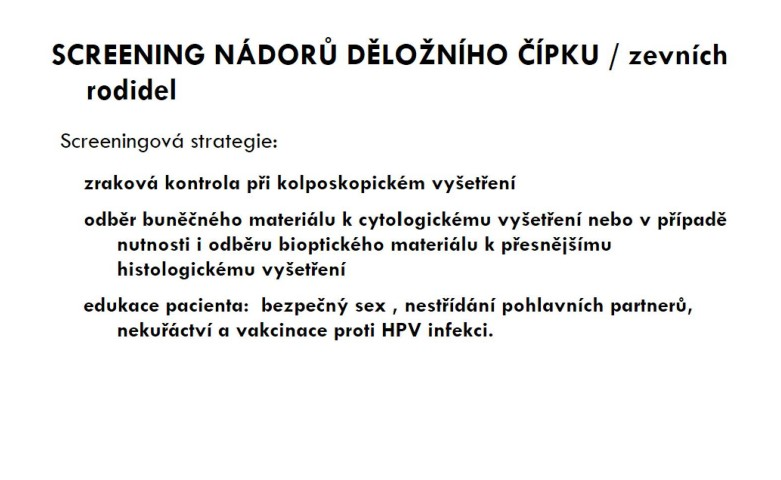 SCREENING NÁDORŮ DĚLOŽNÍHO ČÍPKU / zevních
rodidel
Screeningová strategie:
zraková kontrola při kolposkopickém vyšetření
odběr buněčného materiálu k cytologickému vyšetření nebo v případě
nutnosti i odběru bioptického materiálu k přesnějšímu
histologickému vyšetření
edukace pacienta:  bezpečný sex , nestřídání pohlavních partnerů,
nekuřáctví a vakcinace proti HPV infekci.